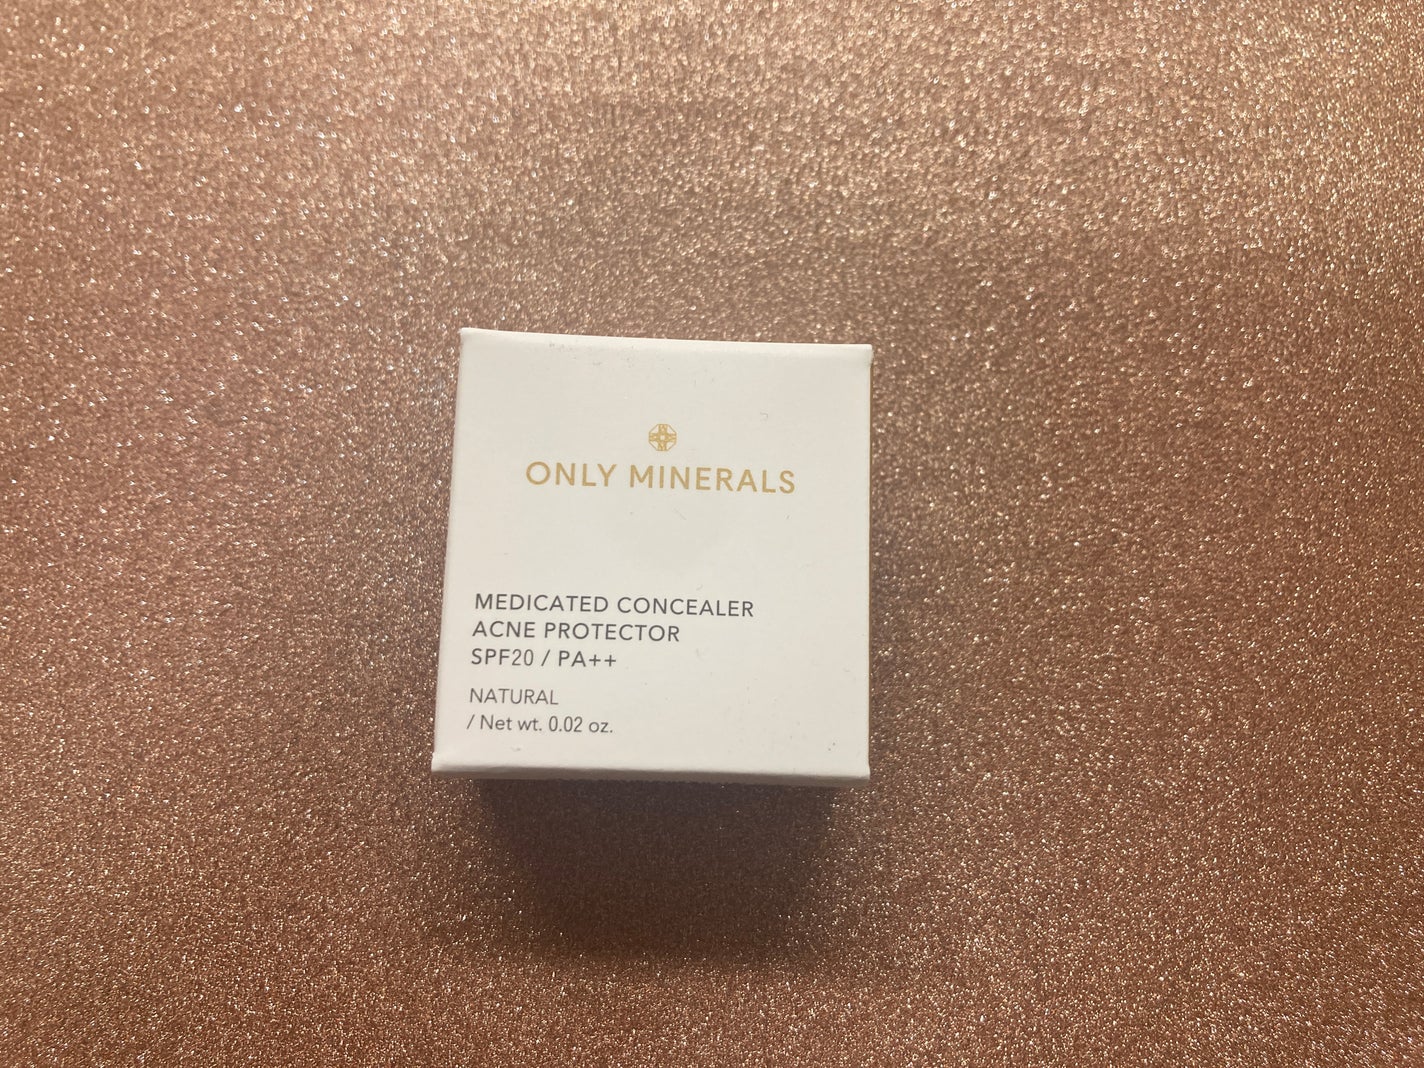 ONLY MINERALS
MEDICATED CONCEALER
ACNE PROTECTOR
SPF20 / PA++
NATURAL
/ Net wt. 0.02 oz.